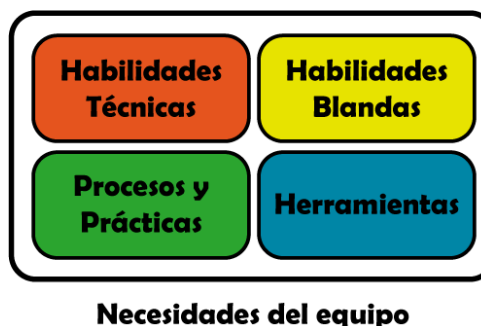 Habilidades
Técnicas
Habilidades
Blandas
Procesos y
Prácticas
Herramientas
Necesidades del equipo